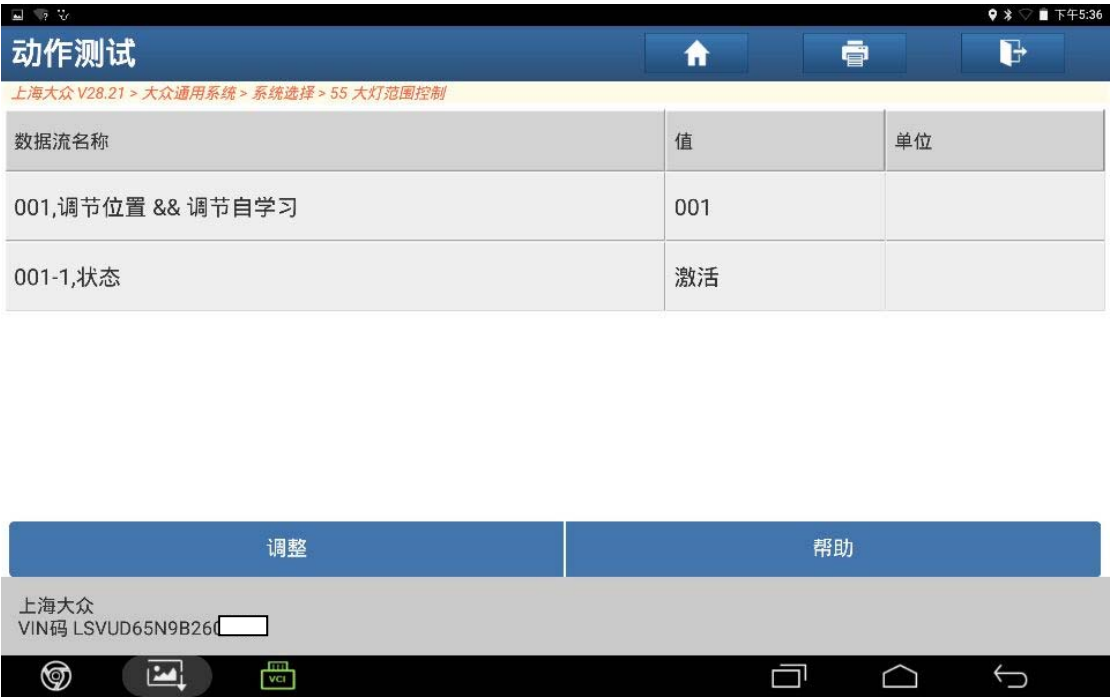 下午5:36
动作测试
上海大众 V28.21 > 大众通用系统 > 系统选择 > 55 大灯范围控制
数据流名称 值 单位
001,调节位置 && 调节自学习 001
001-1,状态 激活
调整 帮助
上海大众
VIN码 LSVUD65N9B260
VCI